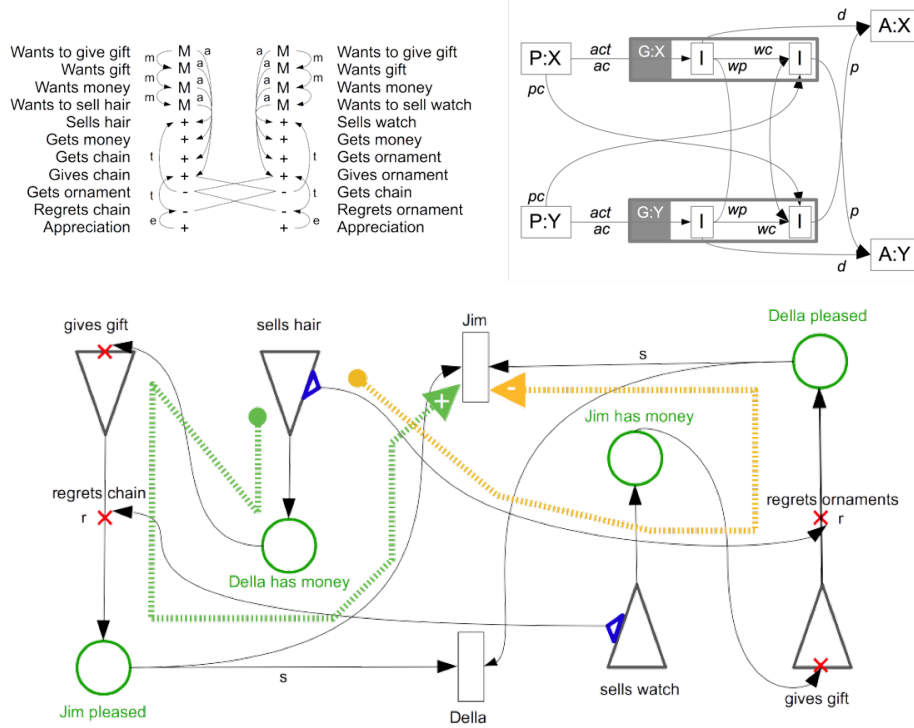 Wants to give gift M a a M Wants to give gift
m Wants gift M a a M m Wants gift
m Wants money M a a M m Wants money
m Wants to sell hair M a a M m Wants to sell watch
Sells hair + + Sells watch
Gets money + + Gets money
Gets chain + t t + Gets ornament
Gives chain + + Gives ornament
Gets ornament - t t - Gets chain
Regrets chain - - Regrets ornament
Appreciation e + + e Appreciation
d A:X
P:X act ac G:X I wc wp I
pc p
pc p
P:Y act ac G:Y I wp wc I
d A:Y
gives gift
sells hair
Jim
Della pleased
s
+ -
Jim has money
regrets chain
r
regrets ornaments
r
Della has money
s
Jim pleased
Della
sells watch
gives gift